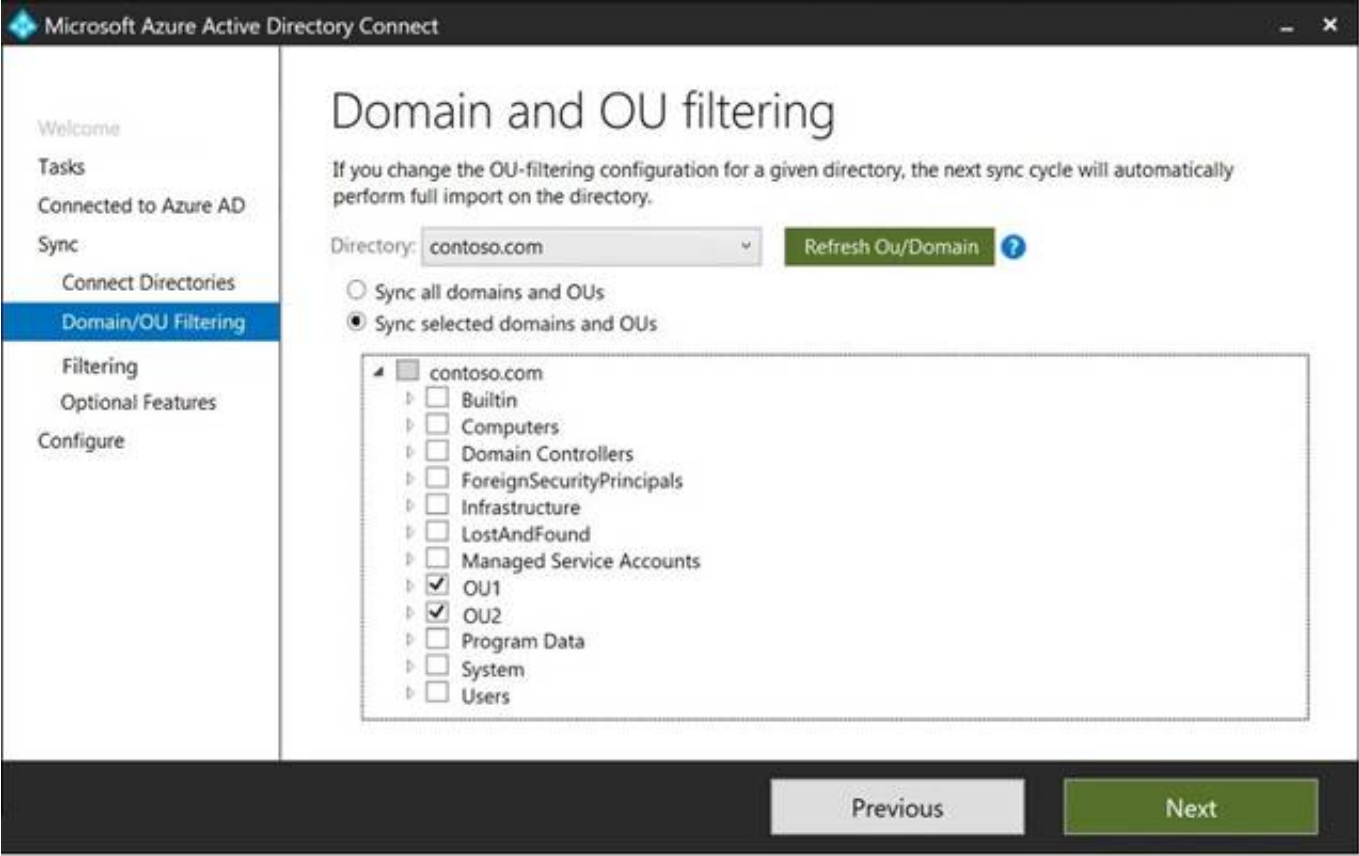 Microsoft Azure Active Directory Connect
Welcome
Tasks
Connected to Azure AD
Sync
Connect Directories
Domain/OU Filtering
Filtering
Optional Features
Configure
Domain and OU filtering
If you change the OU-filtering configuration for a given directory, the next sync cycle will automatically
perform full import on the directory.
Directory: contoso.com Refresh Ou/Domain ?
Sync all domains and OUs
Sync selected domains and OUs
contoso.com
Builtin
Computers
Domain Controllers
ForeignSecurityPrincipals
Infrastructure
LostAndFound
Managed Service Accounts
OU1
OU2
Program Data
System
Users
Previous Next